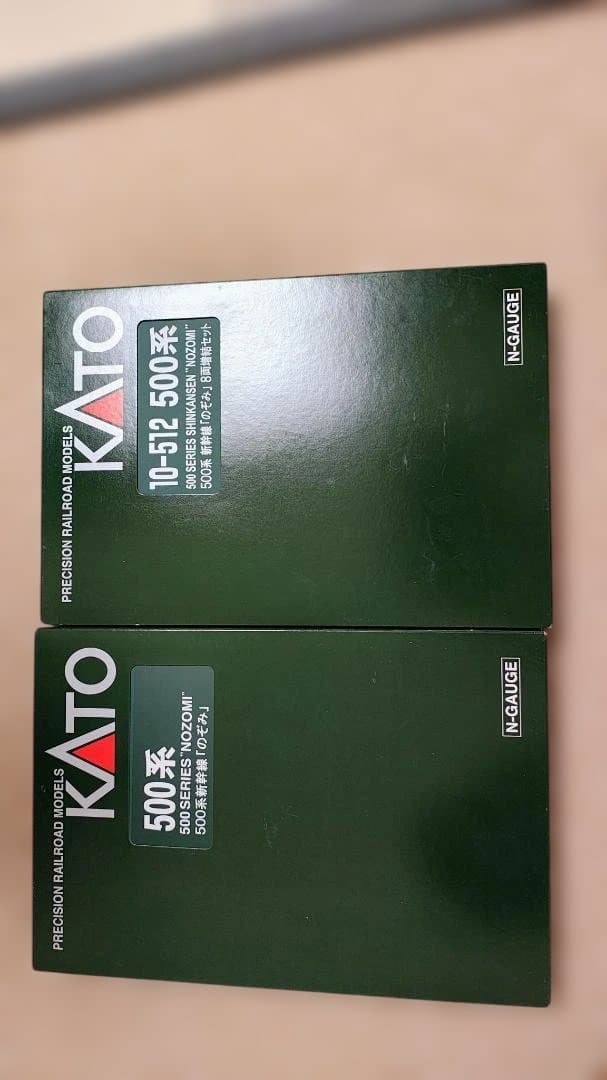 PRECISION RAILROAD MODELS
KATO
10-512 500系
500 SERIES SHINKANSEN "NOZOMI"
500系 新幹線「のぞみ」8両増結セット
N-GAUGE
PRECISION RAILROAD MODELS
KATO
500系
500 SERIES "NOZOMI"
500系新幹線「のぞみ」
N-GAUGE